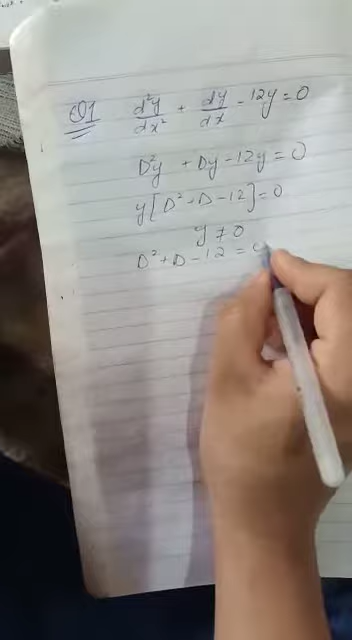 Q1 d²y/dx² + dy/dx - 12y = 0
D²y + Dy - 12y = 0
y[D² + D - 12] = 0
y ≠ 0
D² + D - 12 = 0